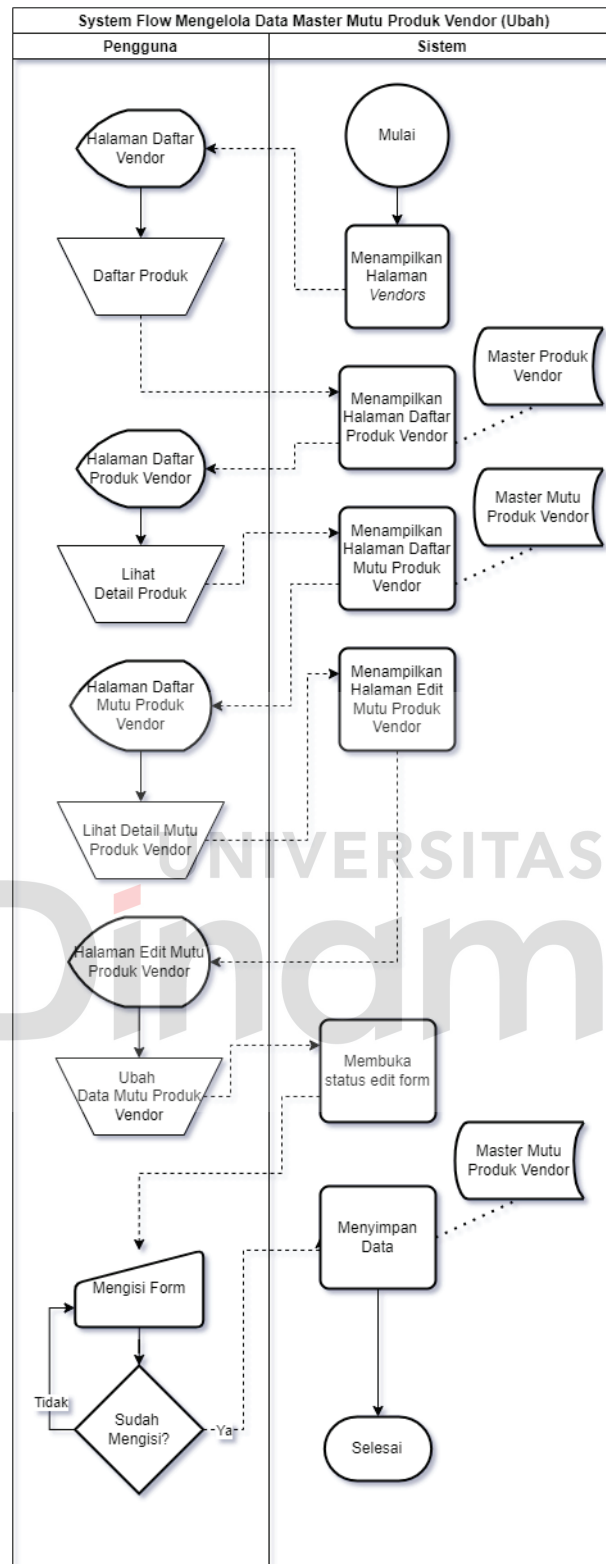 System Flow Mengelola Data Master Mutu Produk Vendor (Ubah)
Pengguna
Sistem
Halaman Daftar
Vendor
Mulai
Daftar Produk
Menampilkan
Halaman
Vendors
Master Produk
Vendor
Menampilkan
Halaman Daftar
Produk Vendor
Halaman Daftar
Produk Vendor
Master Mutu
Produk Vendor
Lihat
Detail Produk
Menampilkan
Halaman Daftar
Mutu Produk
Vendor
Halaman Daftar
Mutu Produk
Vendor
Menampilkan
Halaman Edit
Mutu Produk
Vendor
Lihat Detail Mutu
Produk Vendor
UNIVERSITAS
Dinam
Halaman Edit Mutu
Produk Vendor
Ubah
Data Mutu Produk
Vendor
Membuka
status edit form
Master Mutu
Produk Vendor
Menyimpan
Data
Mengisi Form
Tidak
Sudah
Mengisi?
Ya
Selesai